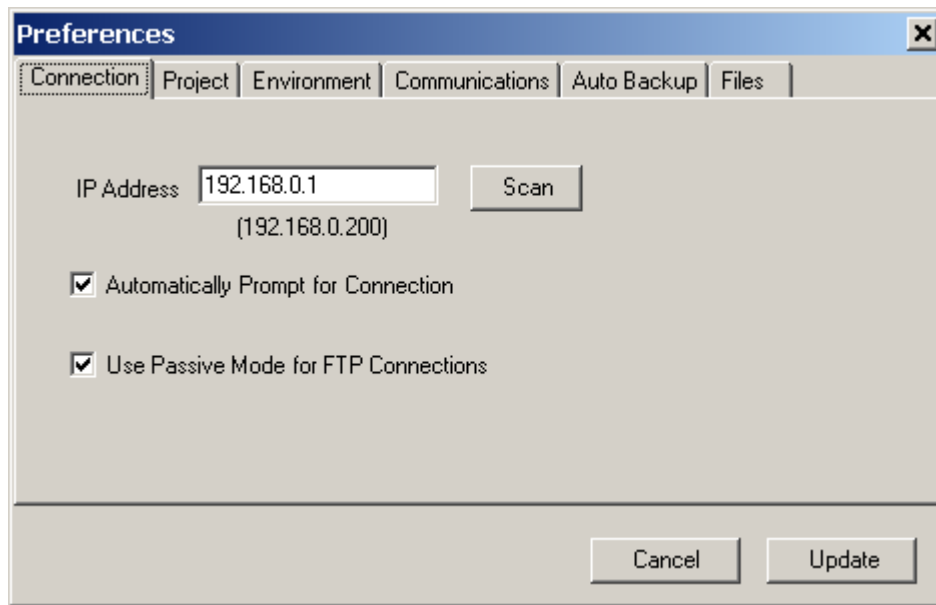 Preferences
Connection Project Environment Communications Auto Backup Files
IP Address 192.168.0.1 Scan
(192.168.0.200)
Automatically Prompt for Connection
Use Passive Mode for FTP Connections
Cancel Update